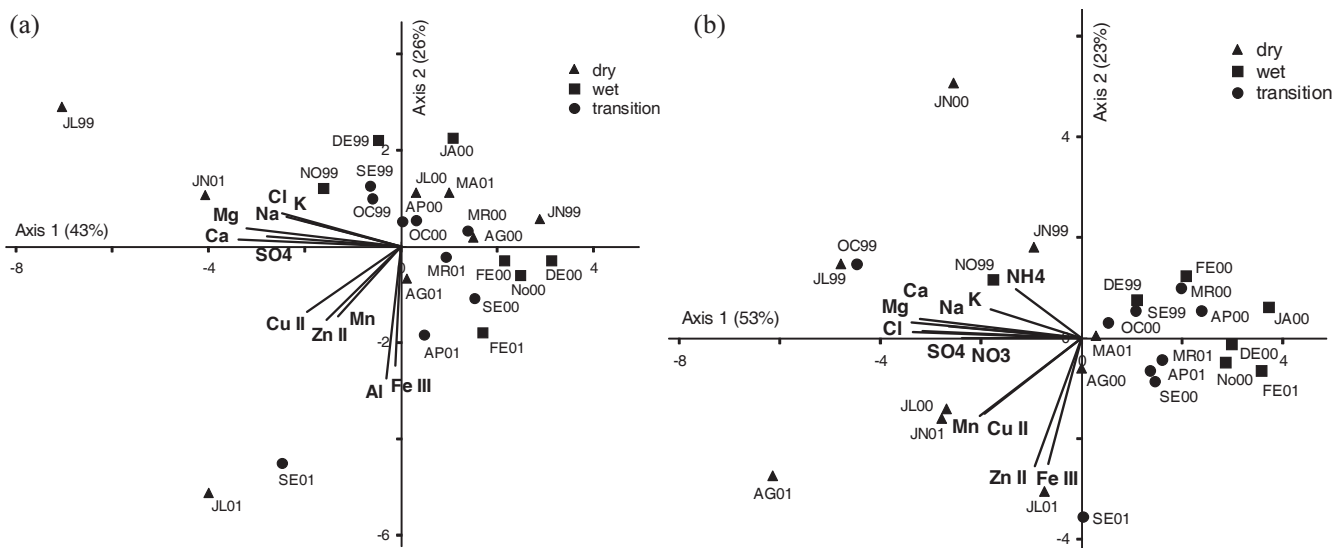 (a)
Axis 2 (26%)
dry
wet
transition
JL99
DE99
2
JA00
NO99
SE99
JL00
MA01
JN01
Cl
K
OC99
AP00
MR00
JN99
Mg
Na
Axis 1 (43%)
Ca
OC00
AG00
SO4
-8
-4
0
4
MR01
FE00
DE00
AG01
No00
Cu II
Zn II
Mn
SE00
-2
AP01
FE01
Al
Fe III
SE01
JL01
-6
(b)
Axis 2 (23%)
dry
wet
transition
JN00
4
JN99
OC99
JL99
NO99
NH4
FE00
Ca
DE99
MR00
Mg
Na
K
SE99
AP00
JA00
Axis 1 (53%)
Cl
OC00
-8
-4
0
4
SO4
NO3
MA01
MR01
DE00
AG00
AP01
No00
FE01
SE00
JL00
JN01
Mn
Cu II
Zn II
Fe III
AG01
JL01
SE01
-4